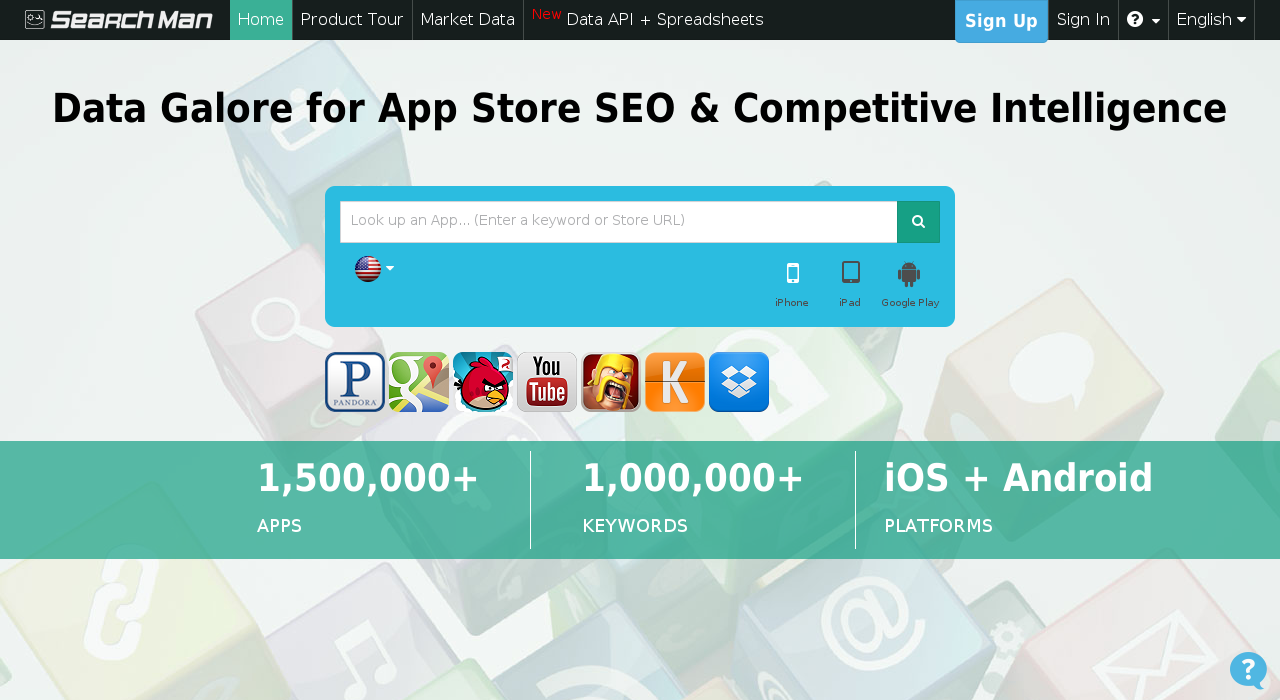 Search Man
Home
Product Tour
Market Data
New Data API + Spreadsheets
Sign Up
Sign In
English
Data Galore for App Store SEO & Competitive Intelligence
Look up an App... (Enter a keyword or Store URL)
iPhone
iPad
Google Play
P
PANDORA
g
You
Tube
K
1,500,000+
APPS
1,000,000+
KEYWORDS
iOS + Android
PLATFORMS
@